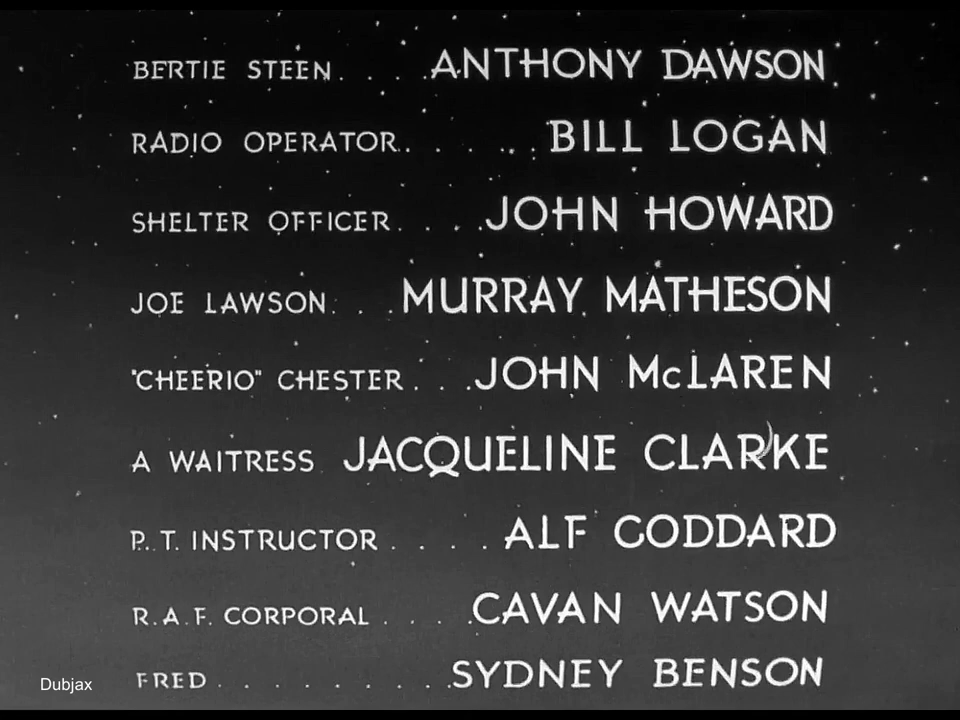 BERTIE STEEN. . . .ANTHONY DAWSON.
RADIO OPERATOR. . . . . . BILL LOGAN
SHELTER OFFICER. . . . JOHN HOWARD
JOE LAWSON. . . MURRAY MATHESON
"CHEERIO" CHESTER. . . JOHN McLAREN
A WAITRESS JACQUELINE CLARKE
P.T. INSTRUCTOR . . . . ALF GODDARD
R.A.F. CORPORAL . . . . CAVAN WATSON
FRED . . . . . . . . . SYDNEY BENSON
Dubjax